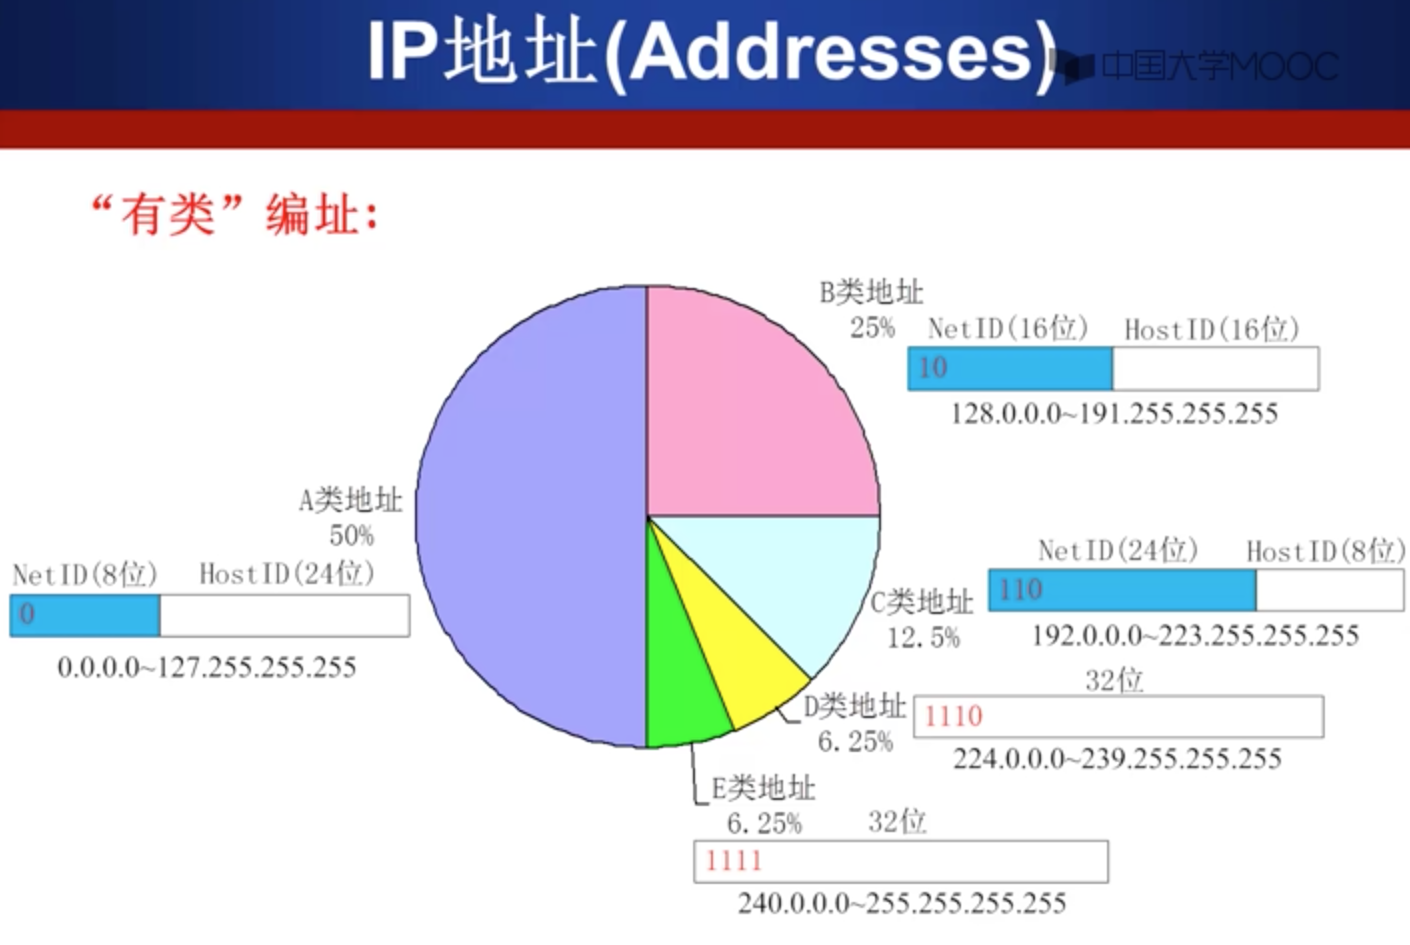 IP地址(Addresses)
中国大学MOOC
“有类”编址:
B类地址
25%
NetID(16位) HostID(16位)
10
128.0.0.0~191.255.255.255
A类地址
50%
NetID(8位) HostID(24位)
0
0.0.0.0~127.255.255.255
NetID(24位) HostID(8位)
110
C类地址
12.5%
192.0.0.0~223.255.255.255
32位
D类地址
6.25%
1110
224.0.0.0~239.255.255.255
E类地址
6.25%
32位
1111
240.0.0.0~255.255.255.255